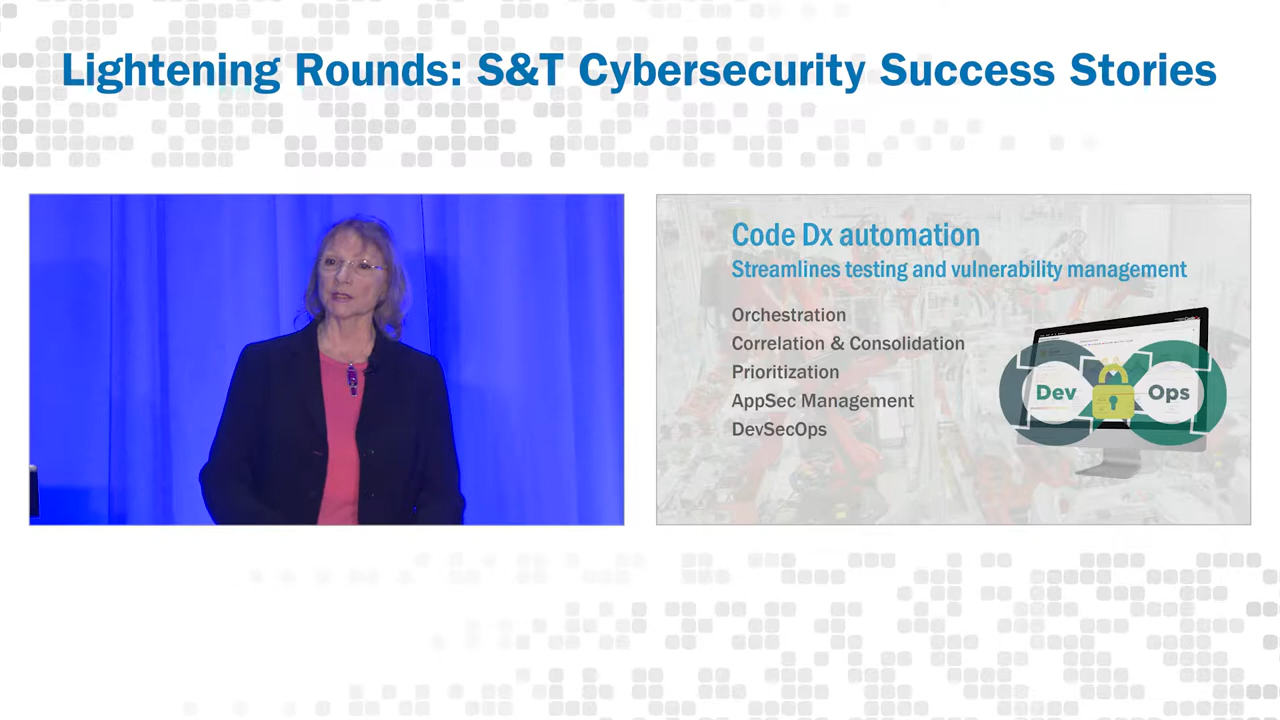 Lightening Rounds: S&T Cybersecurity Success Stories
Code Dx automation
Streamlines testing and vulnerability management
Orchestration
Correlation & Consolidation
Prioritization
AppSec Management
DevSecOps
Dev
Ops